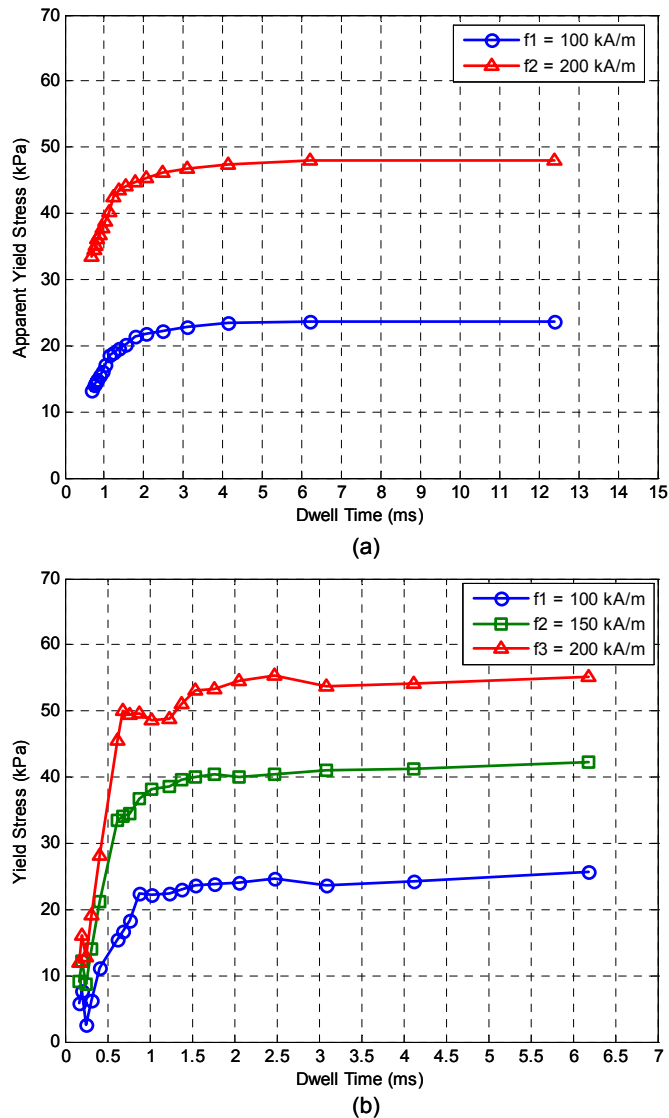 70
60
50
40
30
20
10
0
Apparent Yield Stress (kPa)
f1 = 100 kA/m
f2 = 200 kA/m
0 1 2 3 4 5 6 7 8 9 10 11 12 13 14 15
Dwell Time (ms)
(a)
70
60
50
40
30
20
10
0
Yield Stress (kPa)
f1 = 100 kA/m
f2 = 150 kA/m
f3 = 200 kA/m
0 0.5 1 1.5 2 2.5 3 3.5 4 4.5 5 5.5 6 6.5 7
Dwell Time (ms)
(b)